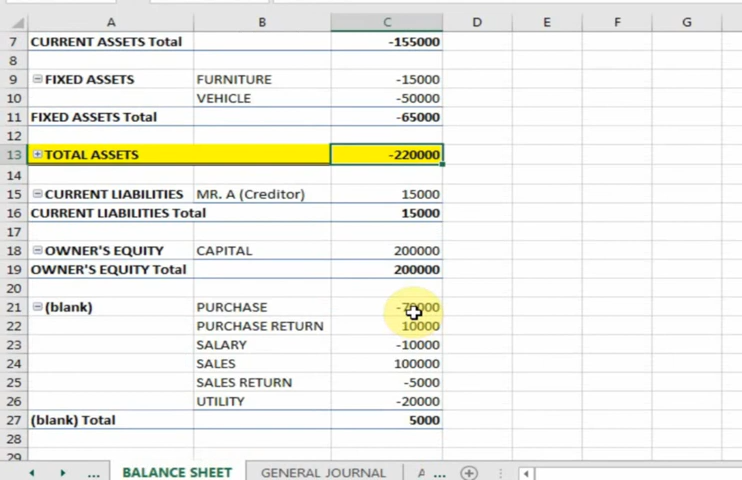 A B C D E F G
7 CURRENT ASSETS Total -155000
8
9 FIXED ASSETS FURNITURE -15000
10 VEHICLE -50000
11 FIXED ASSETS Total -65000
12
13 TOTAL ASSETS -220000
14
15 CURRENT LIABILITIES MR. A (Creditor) 15000
16 CURRENT LIABILITIES Total 15000
17
18 OWNER'S EQUITY CAPITAL 200000
19 OWNER'S EQUITY Total 200000
20
21 (blank) PURCHASE -70000
22 PURCHASE RETURN 10000
23 SALARY -10000
24 SALES 100000
25 SALES RETURN -5000
26 UTILITY -20000
27 (blank) Total 5000
28
29
... BALANCE SHEET GENERAL JOURNAL A ...